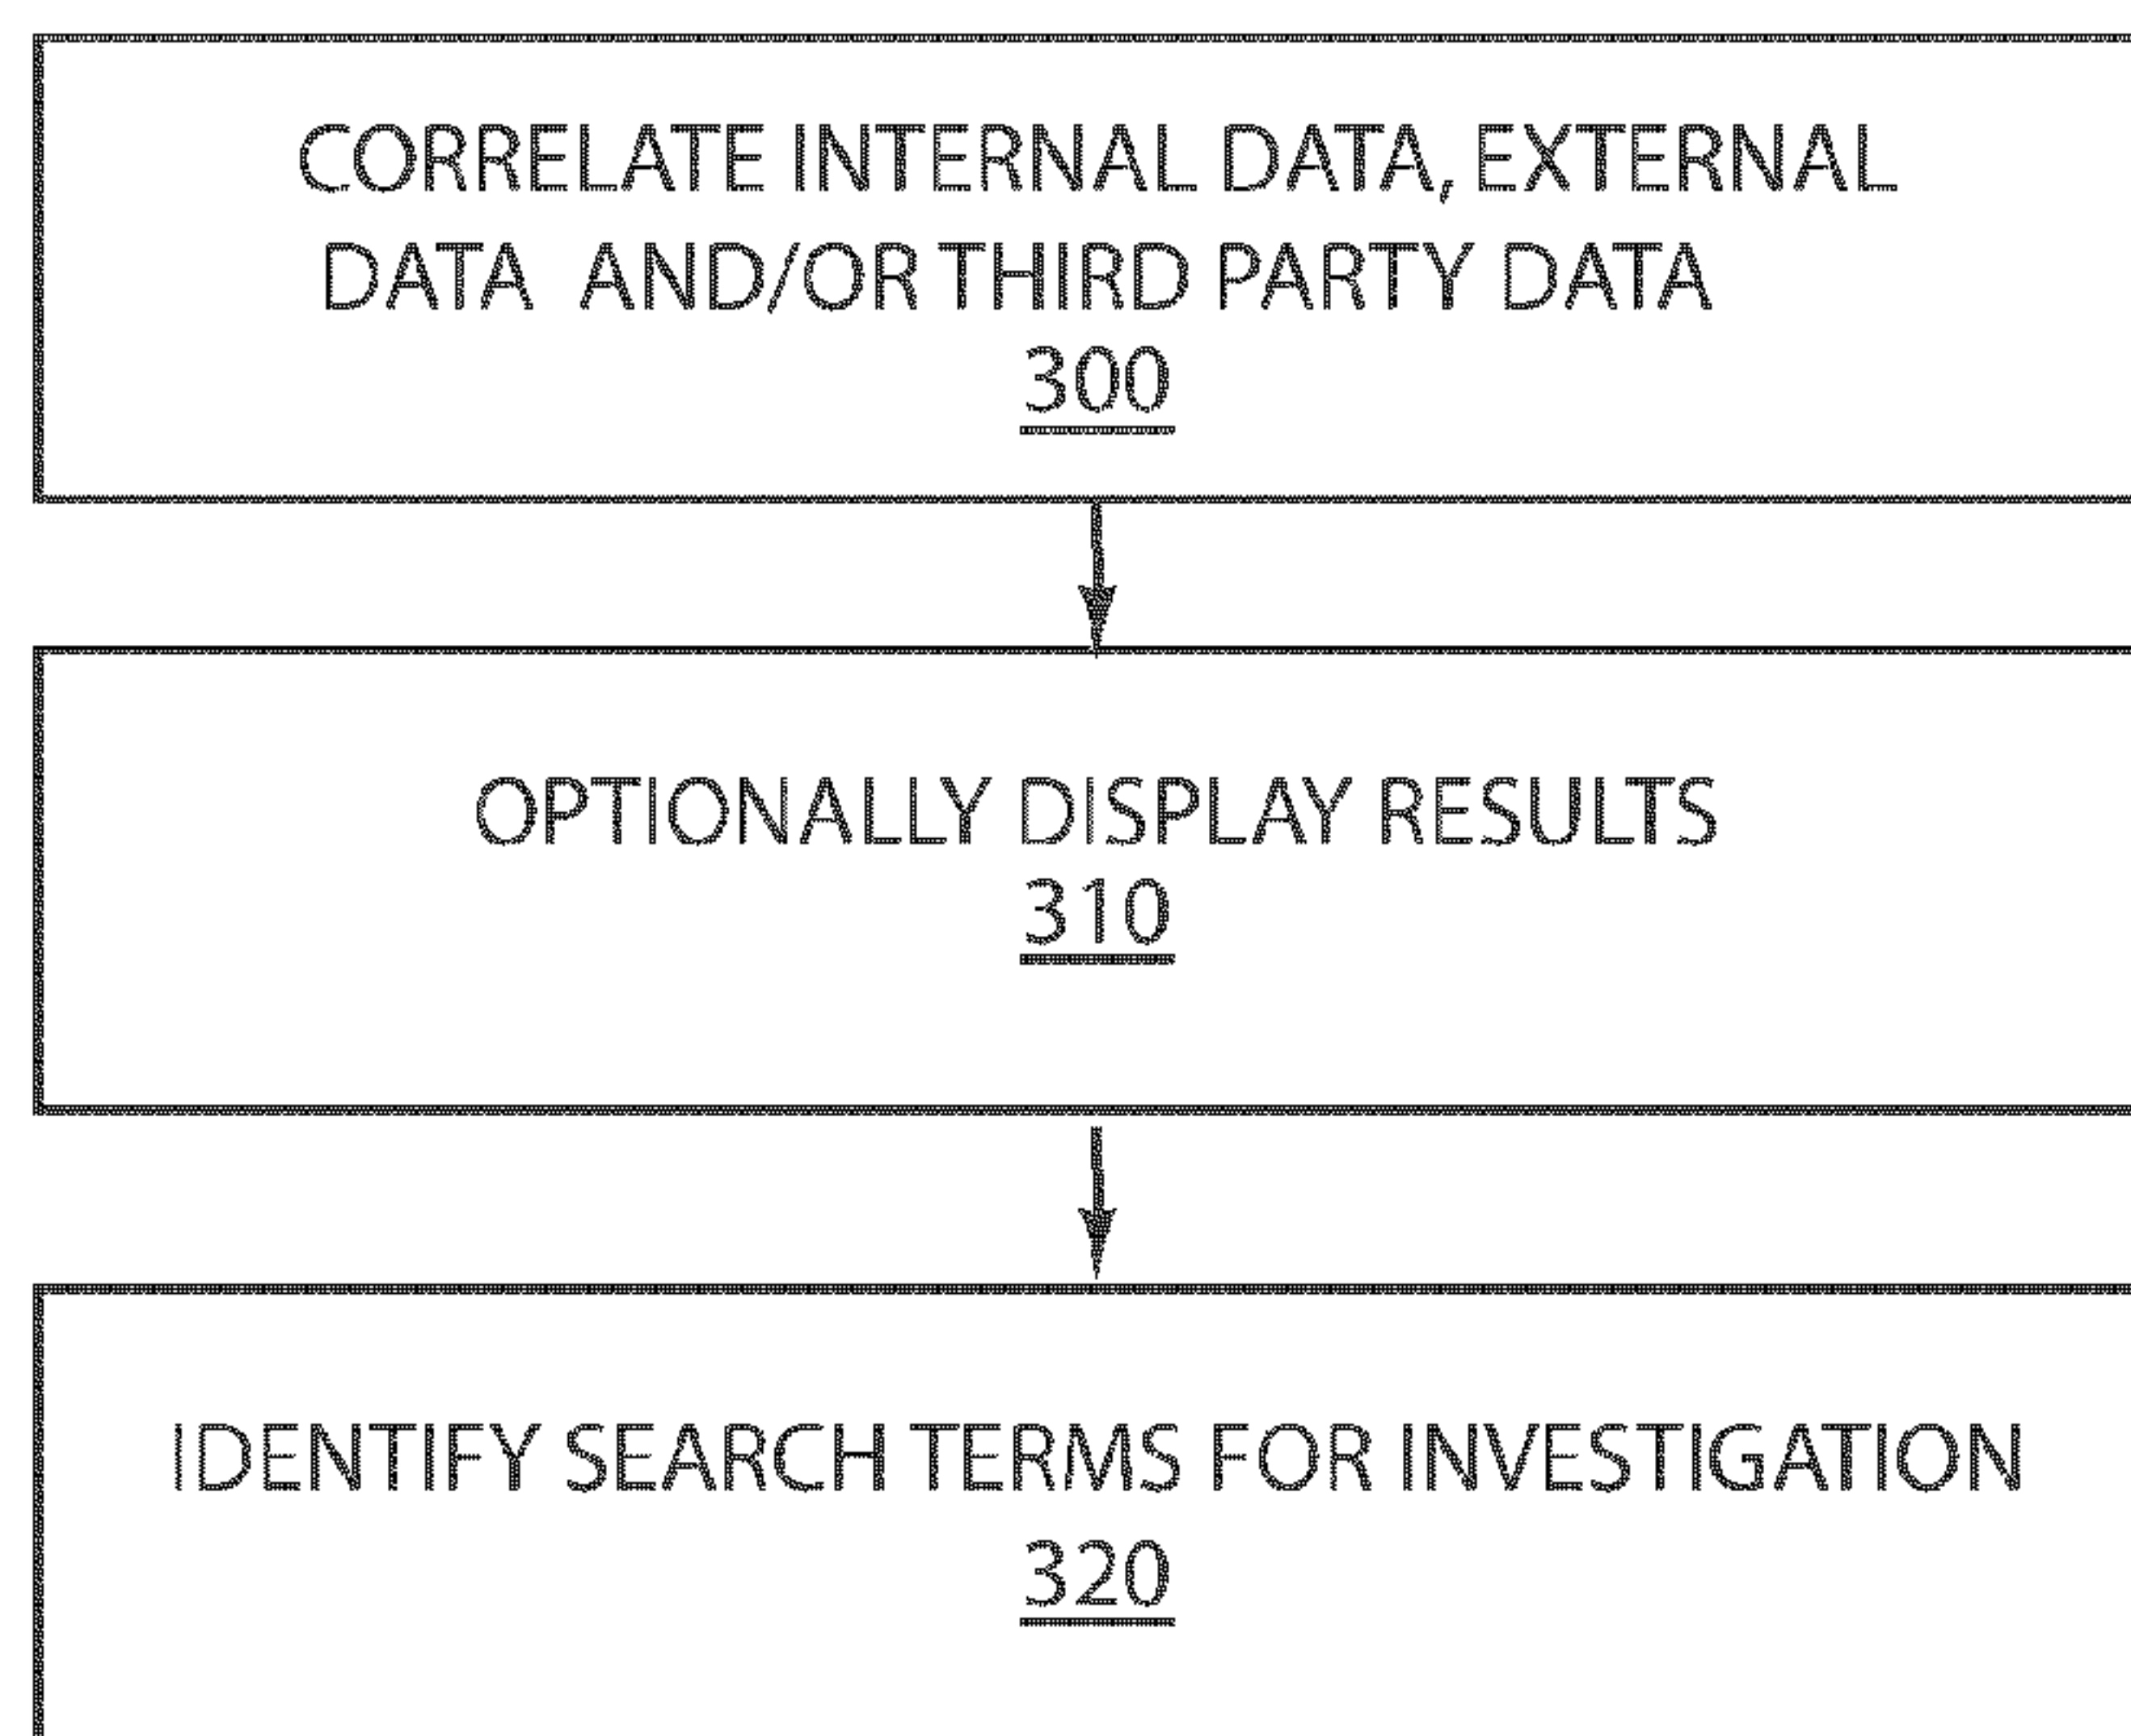 CORRELATE INTERNAL DATA, EXTERNAL
DATA AND/OR THIRD PARTY DATA
300
OPTIONALLY DISPLAY RESULTS
310
IDENTIFY SEARCH TERMS FOR INVESTIGATION
320